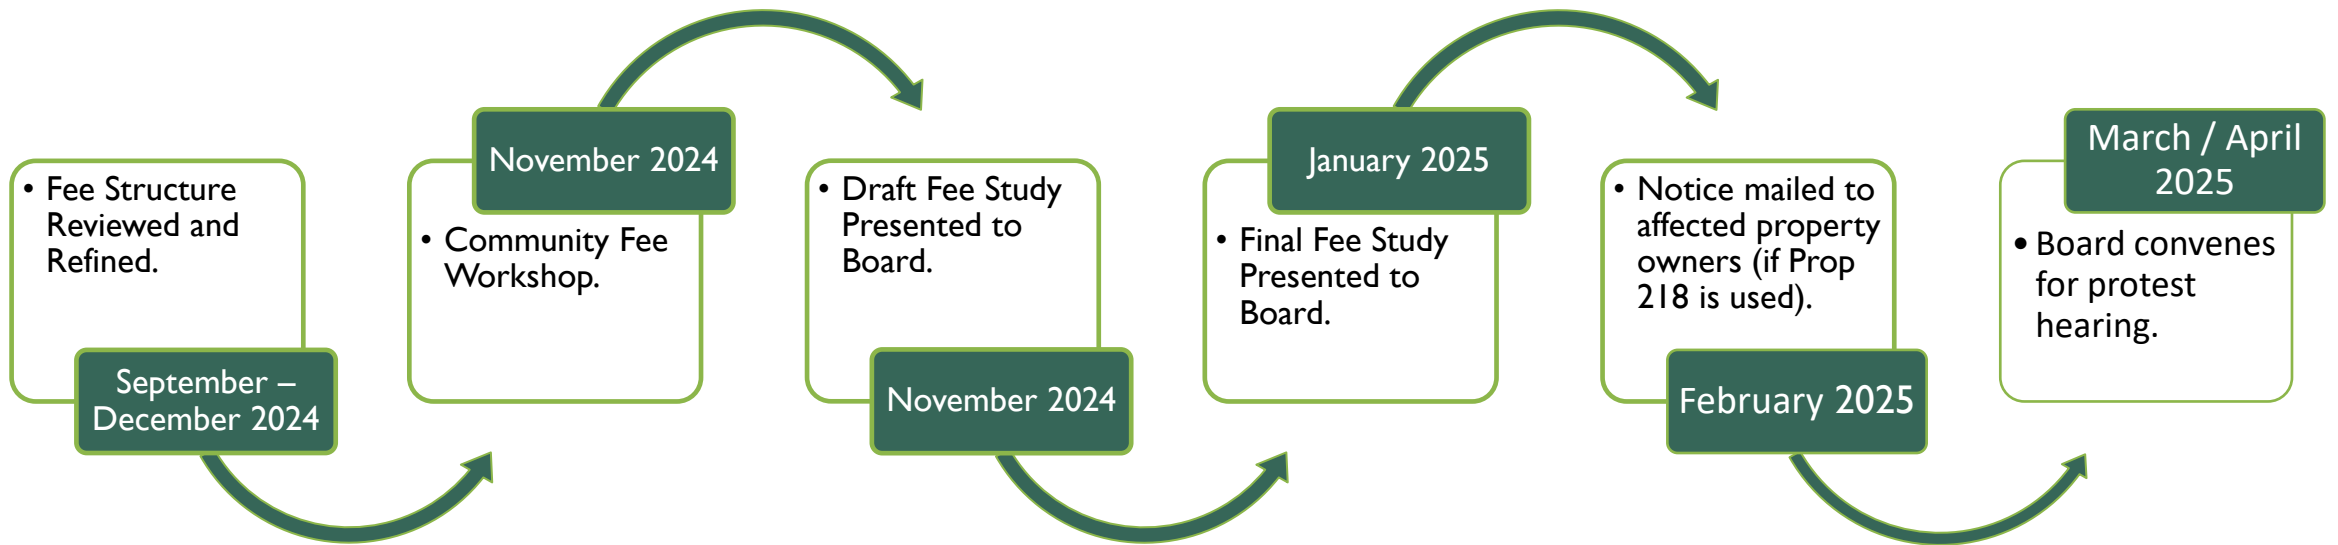 • Fee Structure
Reviewed and
Refined.
September –
December 2024
November 2024
• Community Fee
Workshop.
• Draft Fee Study
Presented to
Board.
November 2024
January 2025
• Final Fee Study
Presented to
Board.
• Notice mailed to
affected property
owners (if Prop
218 is used).
February 2025
March / April
2025
• Board convenes
for protest
hearing.